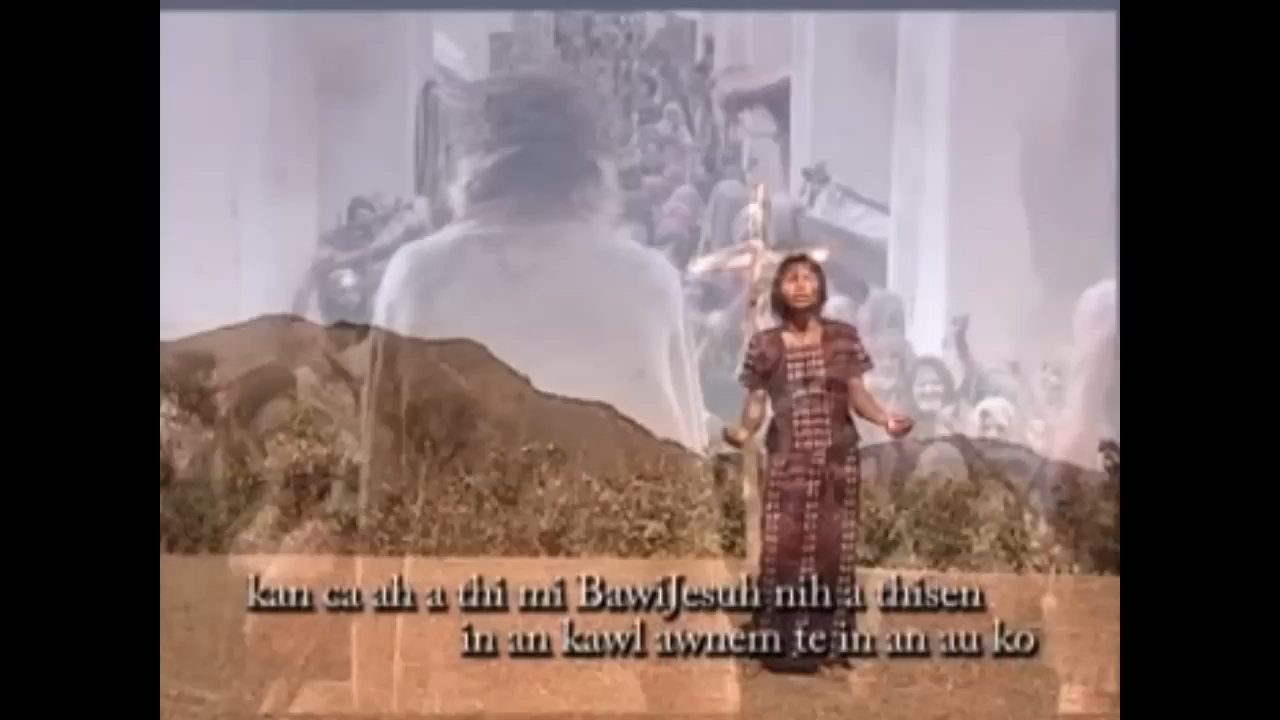 kan ca ah a thi mi BawiJesuh nih a thisen
in an kawl awnem te in an au ko